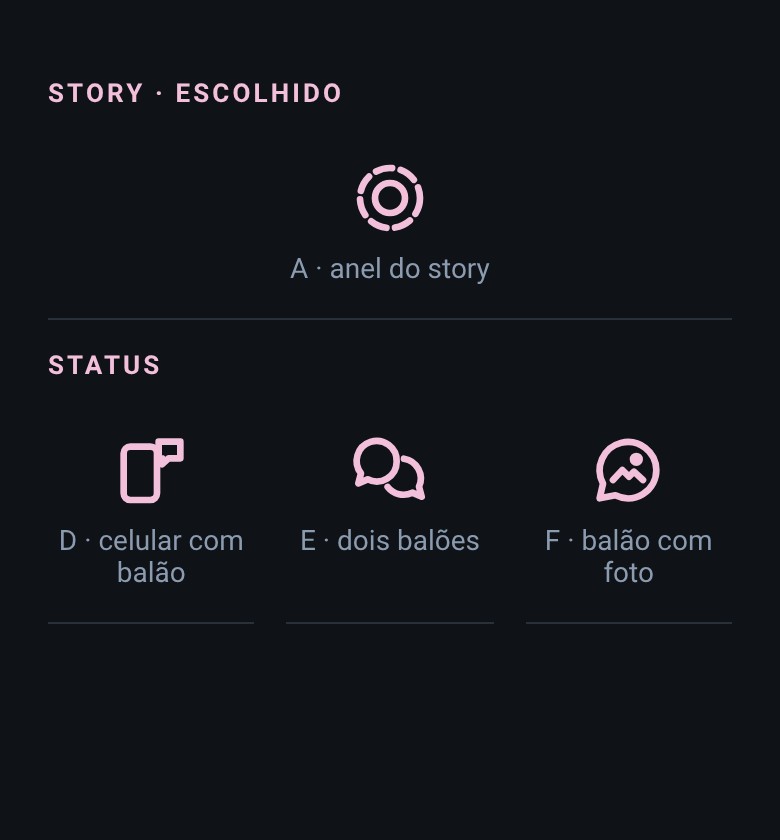 STORY · ESCOLHIDO
A · anel do story
STATUS
D · celular com
balão
E · dois balões
F · balão com
foto